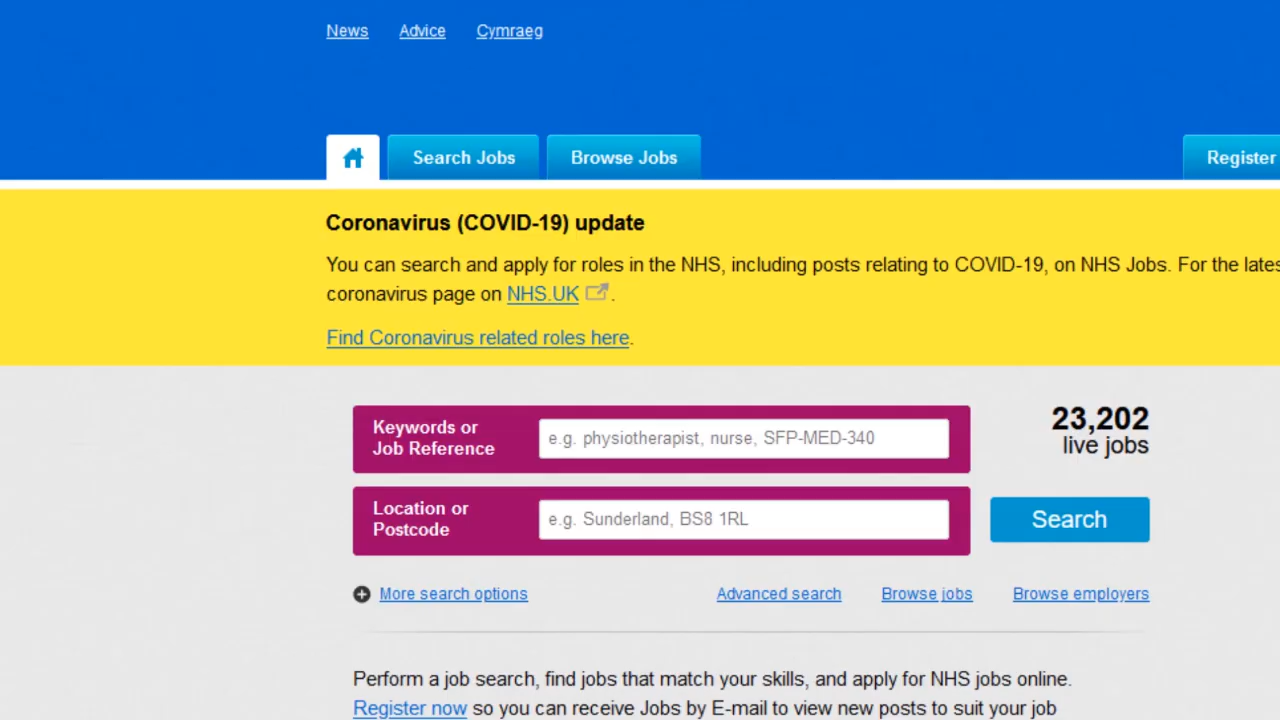 News Advice Cymraeg
Search Jobs Browse Jobs Register
Coronavirus (COVID-19) update
You can search and apply for roles in the NHS, including posts relating to COVID-19, on NHS Jobs. For the lates
coronavirus page on NHS.UK .
Find Coronavirus related roles here.
Keywords or
Job Reference
e.g. physiotherapist, nurse, SFP-MED-340
23,202
live jobs
Location or
Postcode
e.g. Sunderland, BS8 1RL
Search
More search options Advanced search Browse jobs Browse employers
Perform a job search, find jobs that match your skills, and apply for NHS jobs online.
Register now so you can receive Jobs by E-mail to view new posts to suit your job